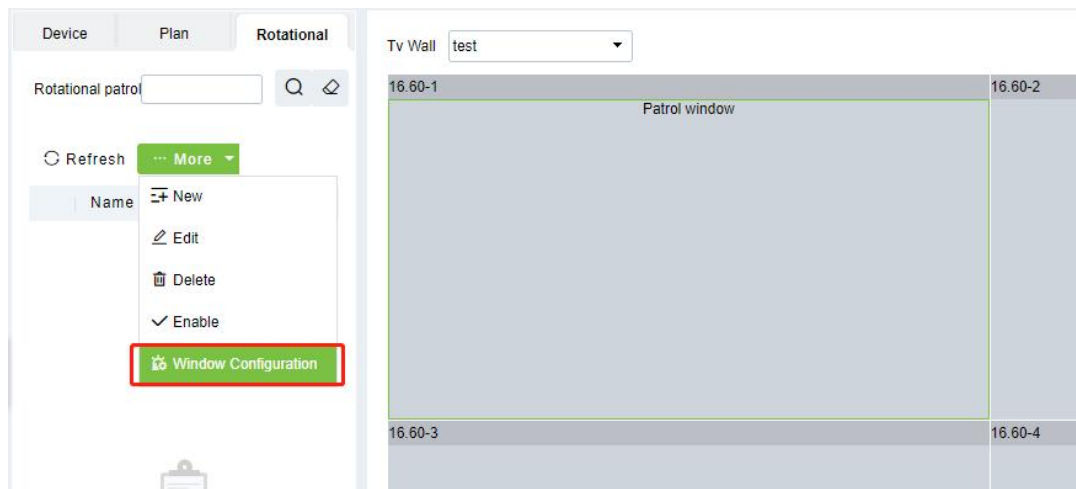 Device Plan Rotational
Tv Wall test
Rotational patrol
16.60-1 16.60-2
Patrol window
Refresh ··· More
Name
New
Edit
Delete
Enable
Window Configuration
16.60-3 16.60-4